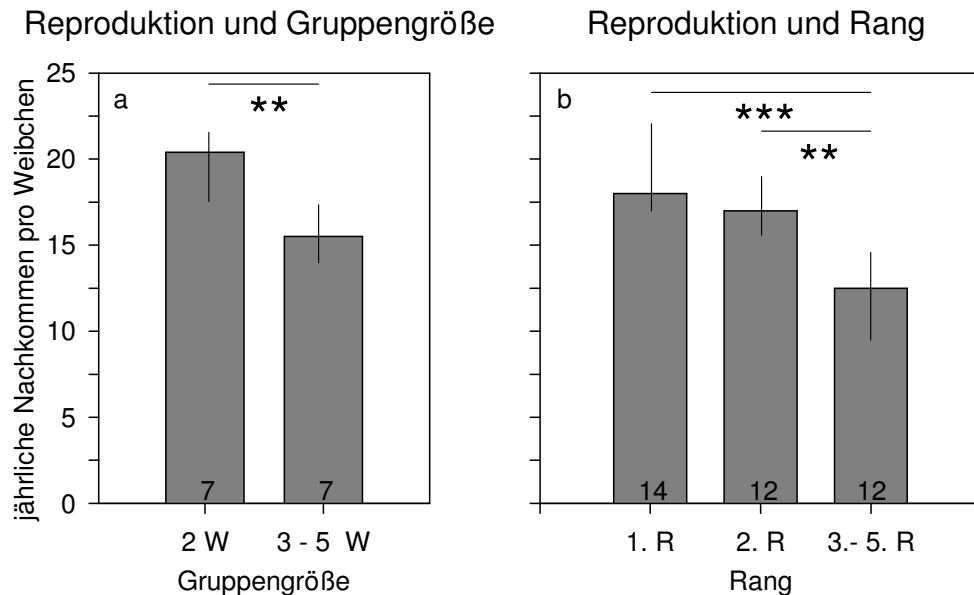 Reproduktion und Gruppengröße
Reproduktion und Rang
jährliche Nachkommen pro Weibchen
25
20
15
10
5
0
a
**
7
7
2 W
3 - 5 W
Gruppengröße
b
***
**
14
12
12
1. R
2. R
3.- 5. R
Rang